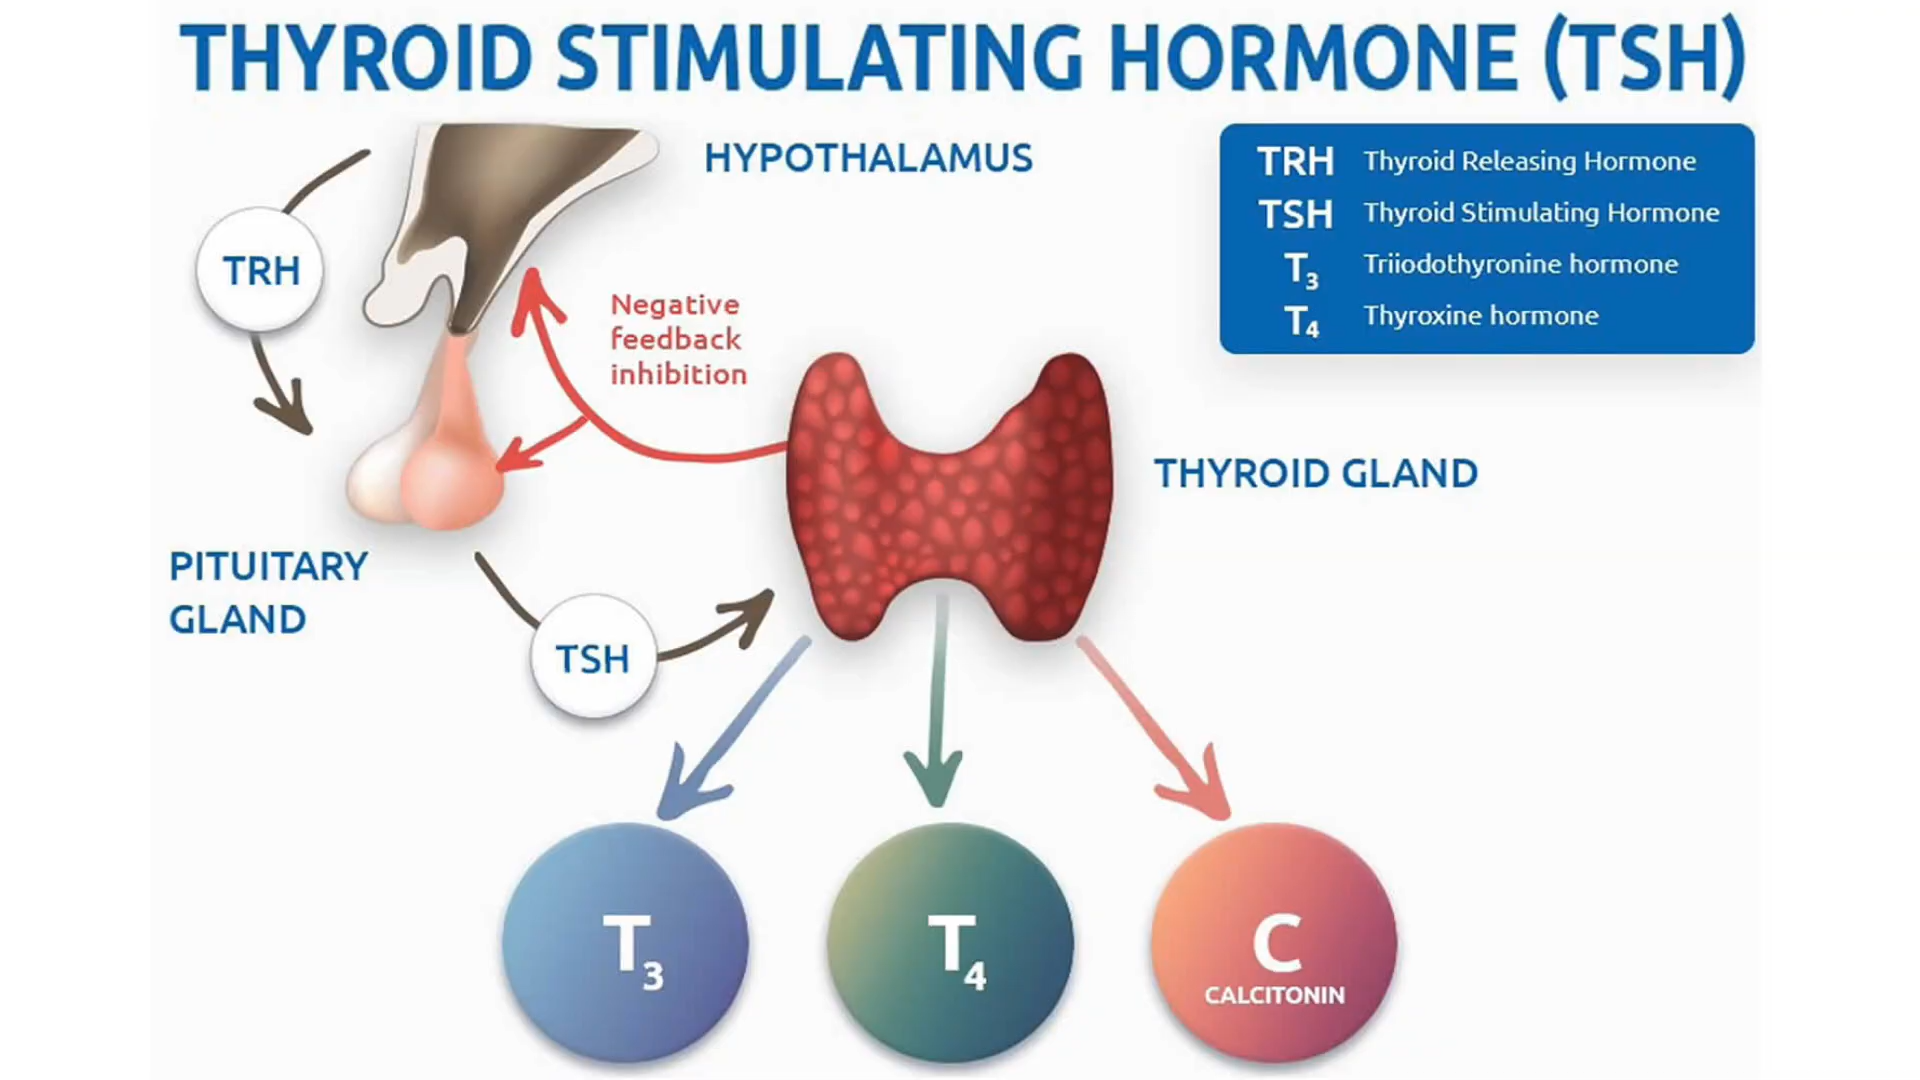 THYROID STIMULATING HORMONE (TSH)
HYPOTHALAMUS
TRH Thyroid Releasing Hormone
TSH Thyroid Stimulating Hormone
T3 Triiodothyronine hormone
T4 Thyroxine hormone
TRH
Negative
feedback
inhibition
THYROID GLAND
PITUITARY
GLAND
TSH
T3
T4
C
CALCITONIN